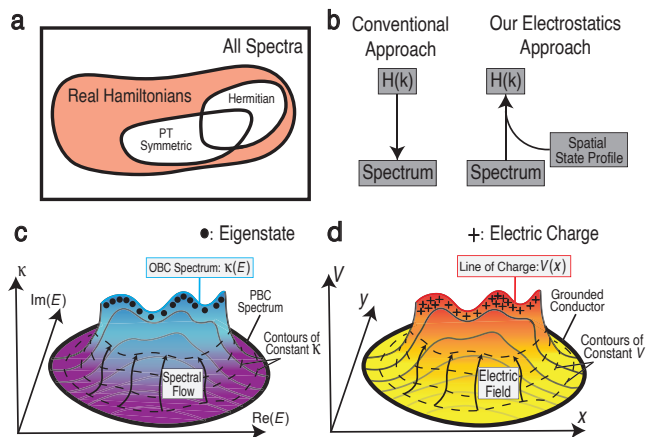 a
All Spectra
Real Hamiltonians
Hermitian
PT
Symmetric
b
Conventional
Approach
H(k)
Spectrum
Our Electrostatics
Approach
H(k)
Spatial
State Profile
Spectrum
c
●: Eigenstate
κ
Im(E)
OBC Spectrum: κ(E)
PBC
Spectrum
Contours of
Constant κ
Spectral
Flow
Re(E)
d
+: Electric Charge
V
y
Line of Charge: V(x)
Grounded
Conductor
Contours of
Constant V
Electric
Field
x